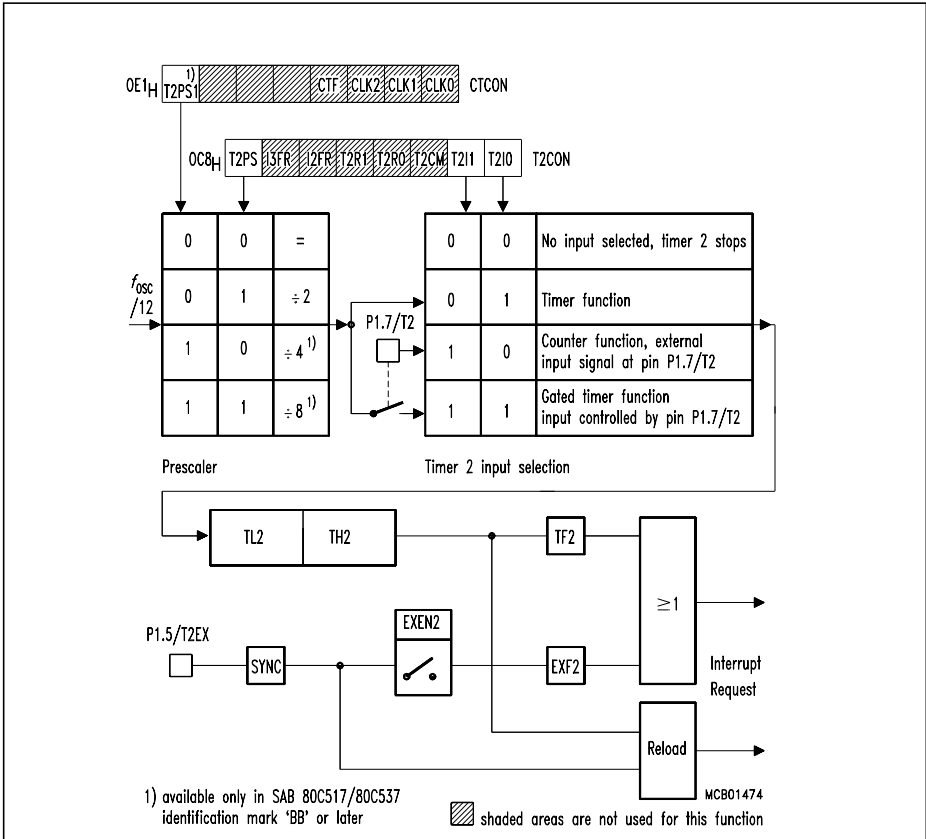 OE1H T2PS1 1) CTF CLK2 CLK1 CLK0 CTCON
OC8H T2PS I3FR I2FR T2R1 T2R0 T2CM T2I1 T2I0 T2CON
0 0 = 0 0 No input selected, timer 2 stops
fosc
/12
0 1 ÷2 0 1 Timer function
P1.7/T2
1 0 ÷4 1) 1 0 Counter function, external
input signal at pin P1.7/T2
1 1 ÷8 1) 1 1 Gated timer function
input controlled by pin P1.7/T2
Prescaler Timer 2 input selection
TL2 TH2 TF2
≥1
P1.5/T2EX EXEN2
SYNC EXF2
Interrupt
Request
Reload
MCB01474
1) available only in SAB 80C517/80C537
identification mark 'BB' or later
shaded areas are not used for this function